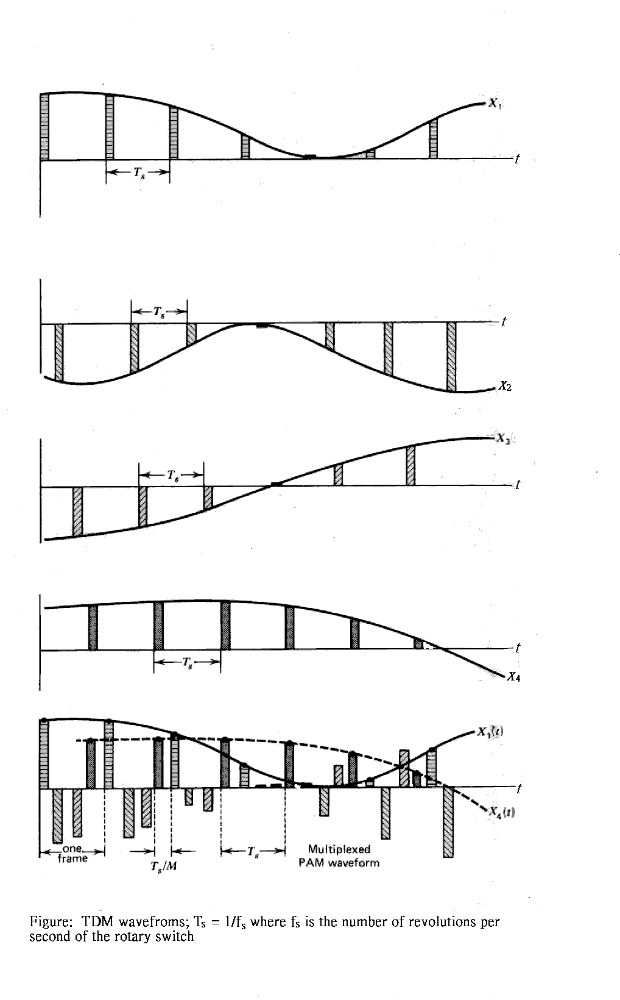 X₁
t
Tₛ
Tₛ
t
X₂
X₃(
Tₛ
t
Tₛ
t
X₄
X₁(t)
t
X₄(t)
one
frame
Tₛ/M
Tₛ
Multiplexed
PAM waveform
Figure: TDM wavefroms; Tₛ = 1/fₛ where fₛ is the number of revolutions per
second of the rotary switch